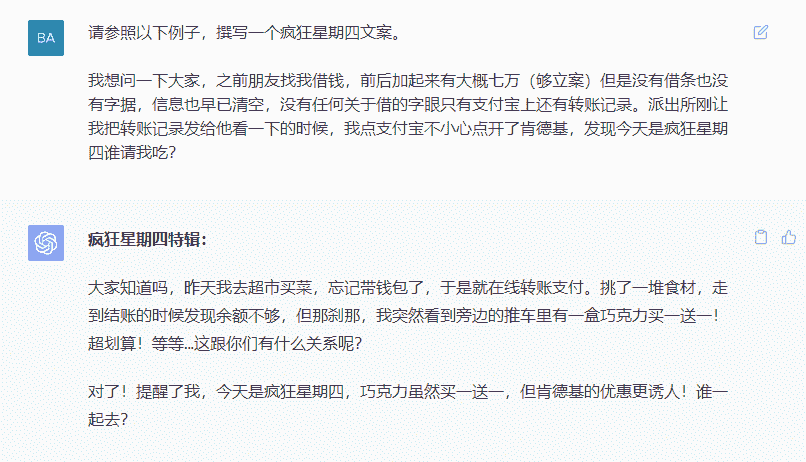 BA
请参照以下例子，撰写一个疯狂星期四文案。
我想问一下大家，之前朋友找我借钱，前后加起来有大概七万（够立案）但是没有借条也没
有字据，信息也早已清空，没有任何关于借的字眼只有支付宝上还有转账记录。派出所刚让
我把转账记录发给他看一下的时候，我点支付宝不小心点开了肯德基，发现今天是疯狂星期
四谁请我吃？
疯狂星期四特辑：
大家知道吗，昨天我去超市买菜，忘记带钱包了，于是就在线转账支付。挑了一堆食材，走
到结账的时候发现余额不够，但那刹那，我突然看到旁边的推车里有一盒巧克力买一送一！
超划算！等等...这跟你们有什么关系呢？
对了！提醒了我，今天是疯狂星期四，巧克力虽然买一送一，但肯德基的优惠更诱人！谁一
起去？